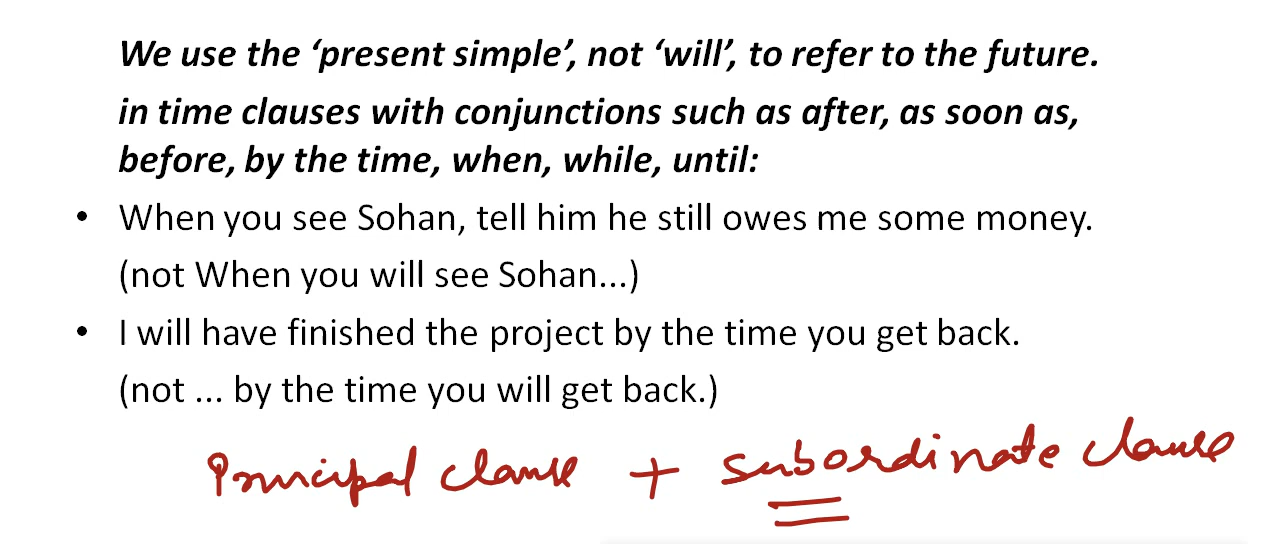 We use the ‘present simple’, not ‘will’, to refer to the future.
in time clauses with conjunctions such as after, as soon as,
before, by the time, when, while, until:
• When you see Sohan, tell him he still owes me some money.
(not When you will see Sohan...)
• I will have finished the project by the time you get back.
(not ... by the time you will get back.)
Principal clause + subordinate clause